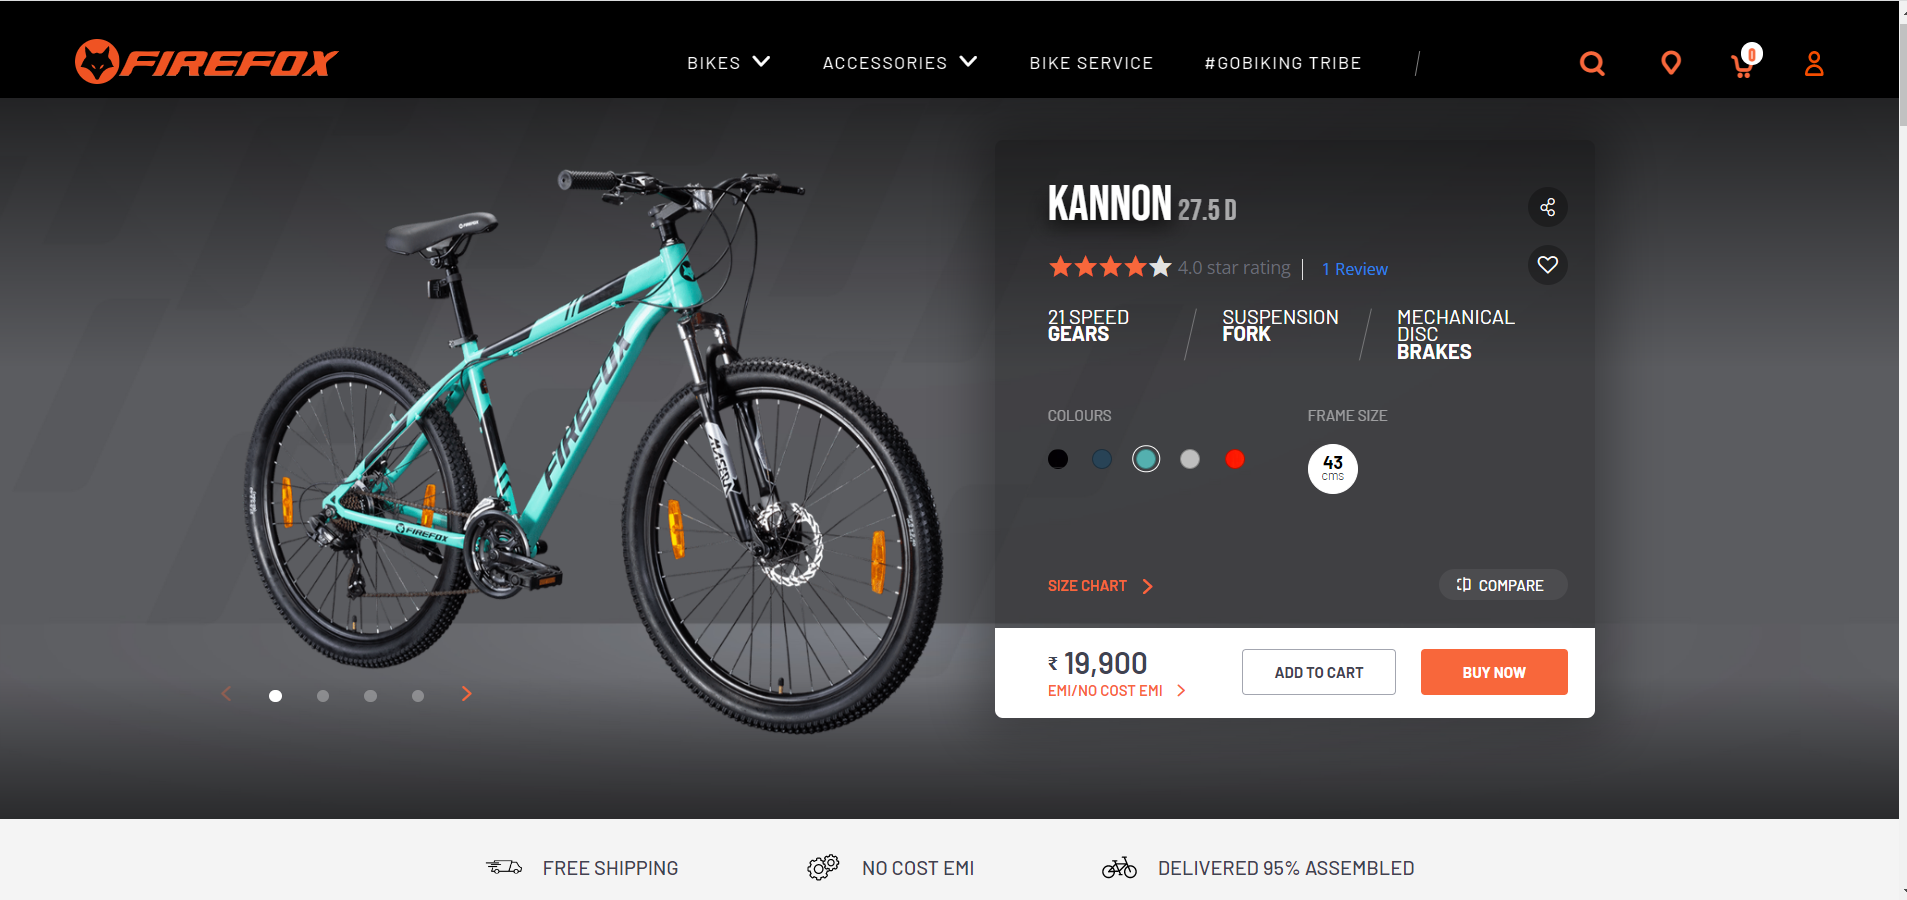 FIREFOX
BIKES
ACCESSORIES
BIKE SERVICE
#GOBIKING TRIBE
0
FIREFOX
FIREFOX
FIREFOX
KANNON 27.5 D
4.0 star rating
1 Review
21 SPEED
GEARS
SUSPENSION
FORK
MECHANICAL
DISC
BRAKES
COLOURS
FRAME SIZE
43
cms
SIZE CHART
COMPARE
₹ 19,900
EMI/NO COST EMI
ADD TO CART
BUY NOW
FREE SHIPPING
NO COST EMI
DELIVERED 95% ASSEMBLED